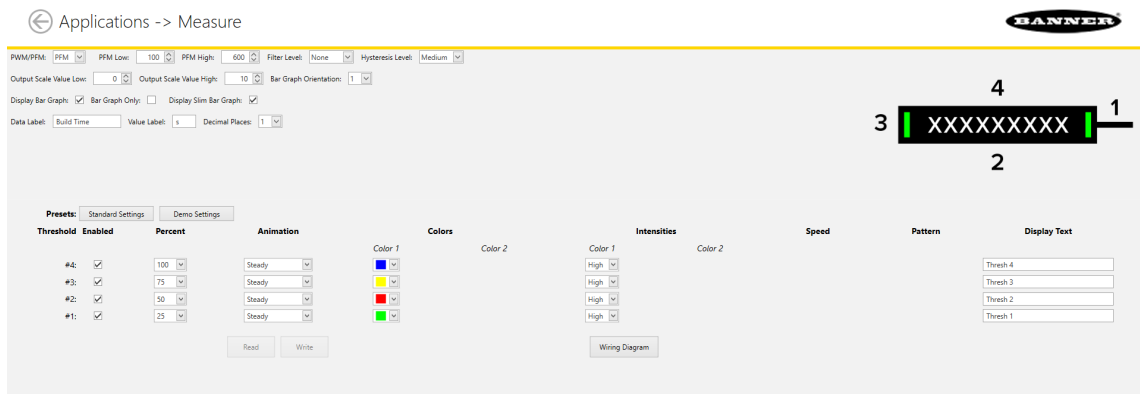 Applications -> Measure
BANNER
PWM/PFM: PFM PFM Low: 100 PFM High: 600 Filter Level: None Hysteresis Level: Medium
Output Scale Value Low: 0 Output Scale Value High: 10 Bar Graph Orientation: 1
Display Bar Graph: Bar Graph Only: Display Slim Bar Graph:
Data Label: Build Time Value Label: s Decimal Places: 1
4
3 XXXXXXXXX 1
2
Presets: Standard Settings Demo Settings
Threshold Enabled Percent Animation Colors Intensities Speed Pattern Display Text
Color 1 Color 2 Color 1 Color 2
#4: 100 Steady High Thresh 4
#3: 75 Steady High Thresh 3
#2: 50 Steady High Thresh 2
#1: 25 Steady High Thresh 1
Read Write Wiring Diagram